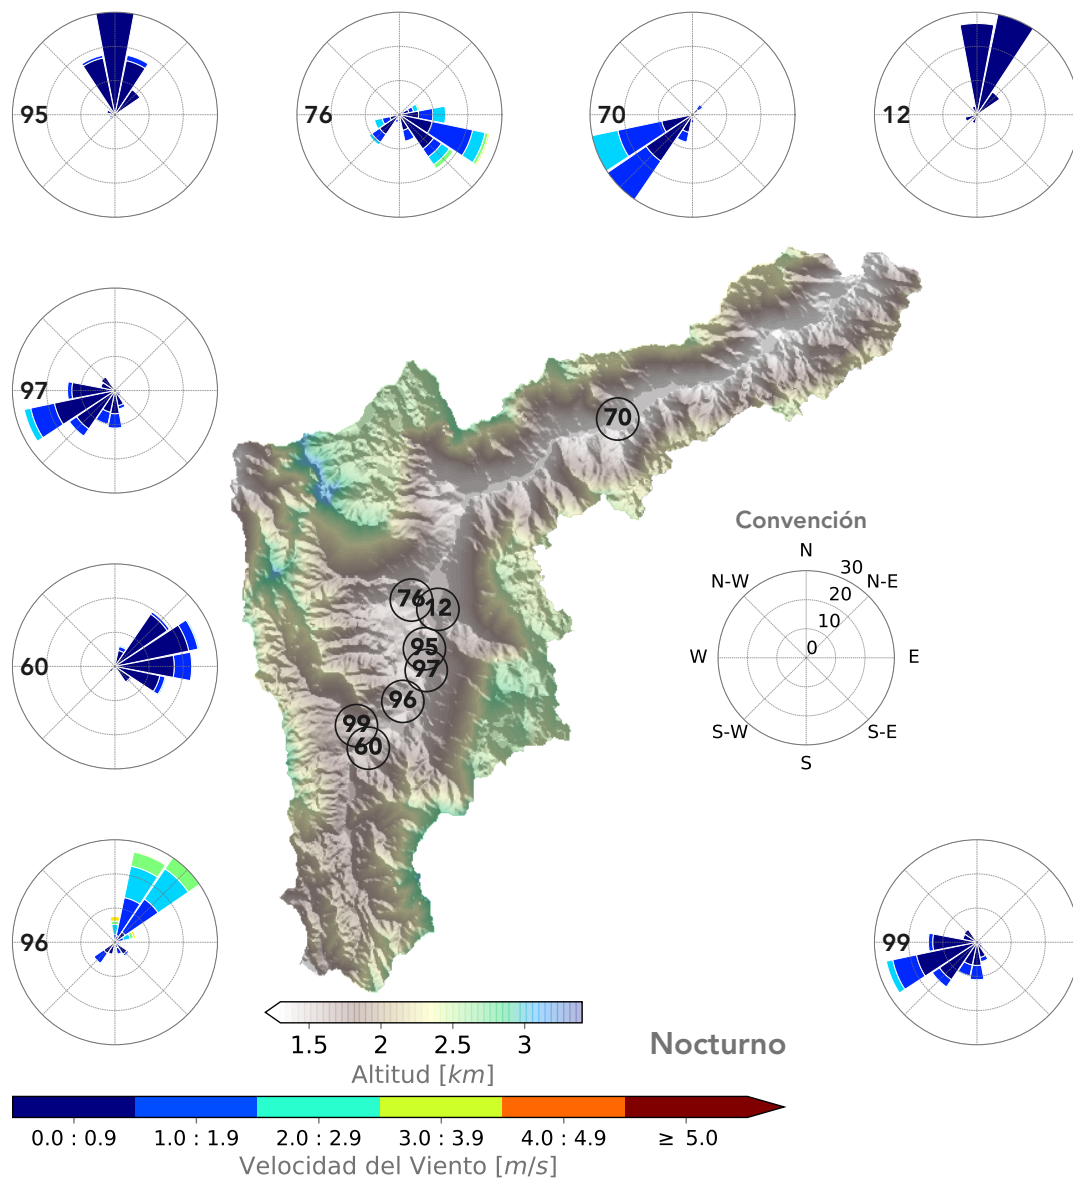 95
76
70
12
97
70
Convención
N
N-W
30
N-E
20
10
0
W
E
S-W
S-E
S
76
12
95
97
96
99
60
60
96
99
1.5 2 2.5 3
Altitud [km]
Nocturno
0.0 : 0.9 1.0 : 1.9 2.0 : 2.9 3.0 : 3.9 4.0 : 4.9 ≥ 5.0
Velocidad del Viento [m/s]